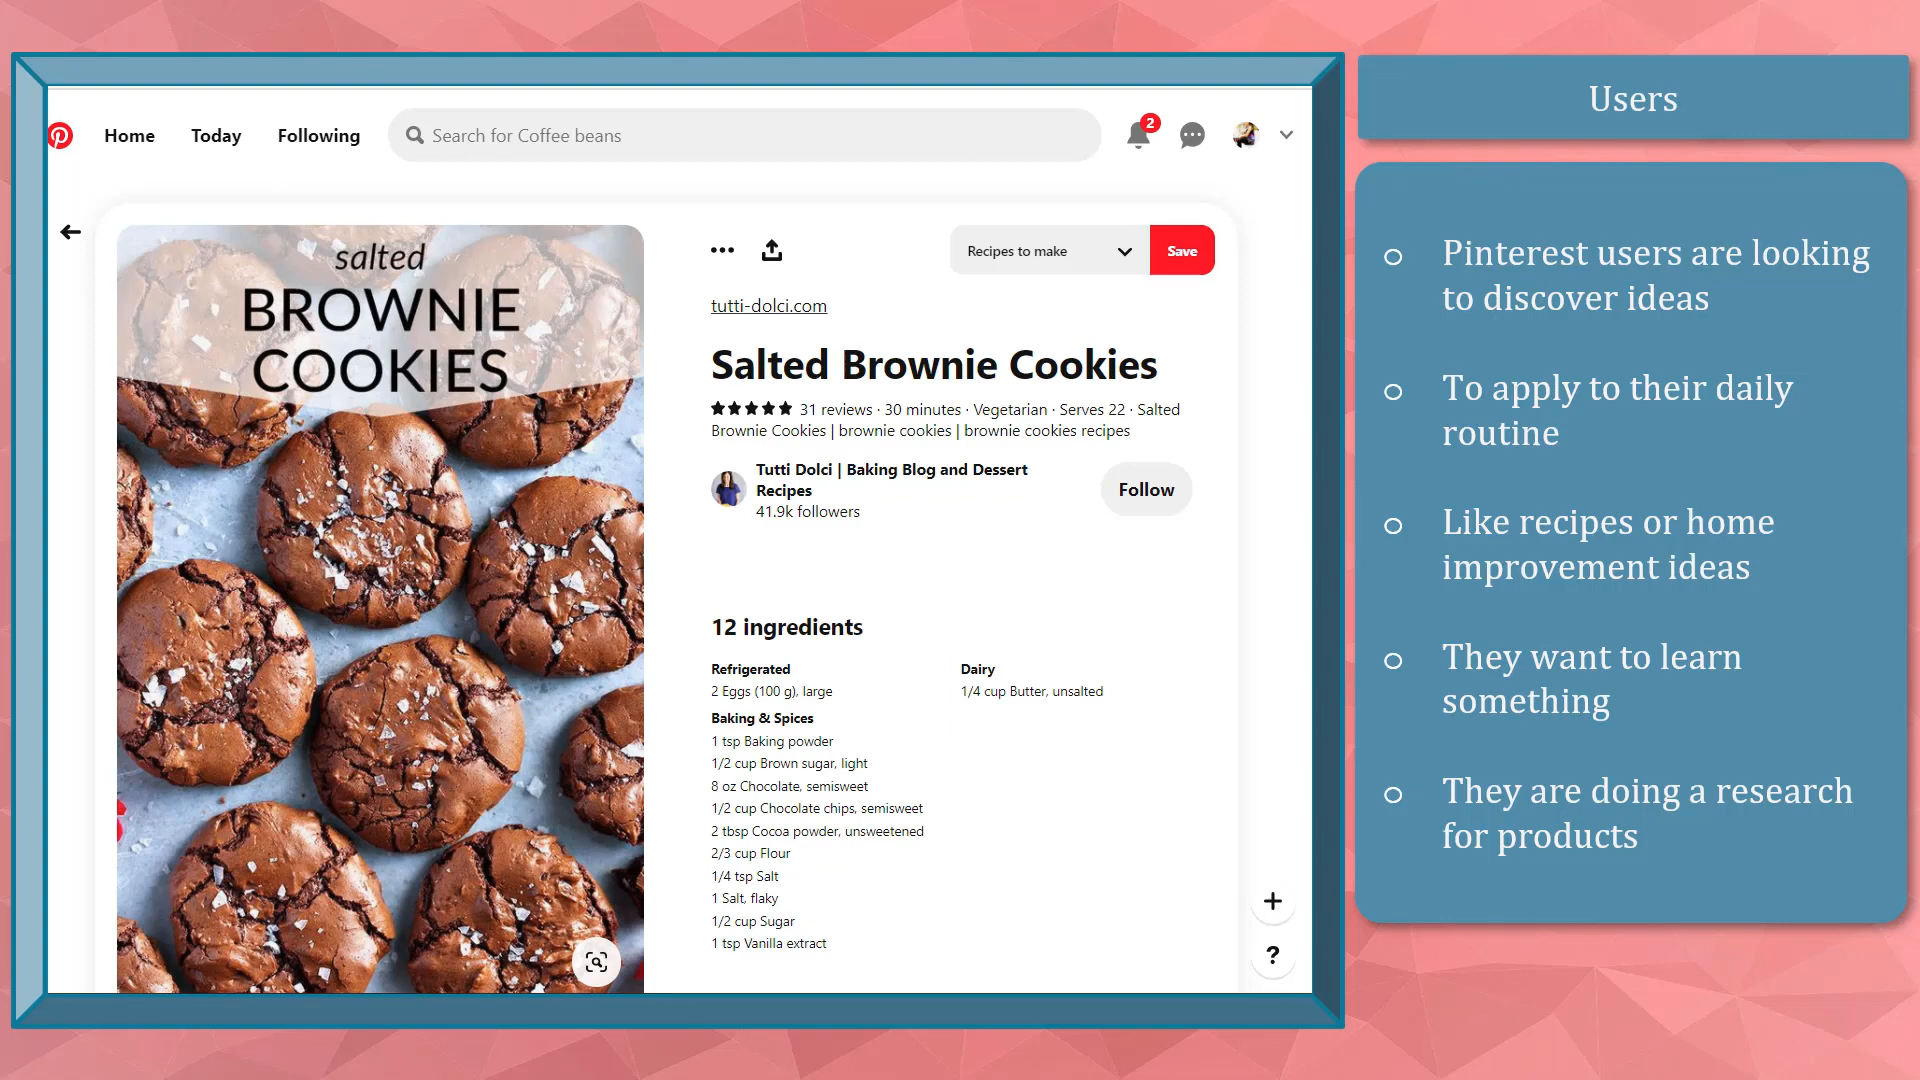 Home Today Following Search for Coffee beans 2
salted
BROWNIE
COOKIES
Recipes to make Save
tutti-dolci.com
Salted Brownie Cookies
31 reviews · 30 minutes · Vegetarian · Serves 22 · Salted
Brownie Cookies | brownie cookies | brownie cookies recipes
Tutti Dolci | Baking Blog and Dessert
Recipes
41.9k followers
Follow
12 ingredients
Refrigerated
2 Eggs (100 g), large
Baking & Spices
1 tsp Baking powder
1/2 cup Brown sugar, light
8 oz Chocolate, semisweet
1/2 cup Chocolate chips, semisweet
2 tbsp Cocoa powder, unsweetened
2/3 cup Flour
1/4 tsp Salt
1 Salt, flaky
1/2 cup Sugar
1 tsp Vanilla extract
Dairy
1/4 cup Butter, unsalted
?
Users
Pinterest users are looking
to discover ideas
To apply to their daily
routine
Like recipes or home
improvement ideas
They want to learn
something
They are doing a research
for products